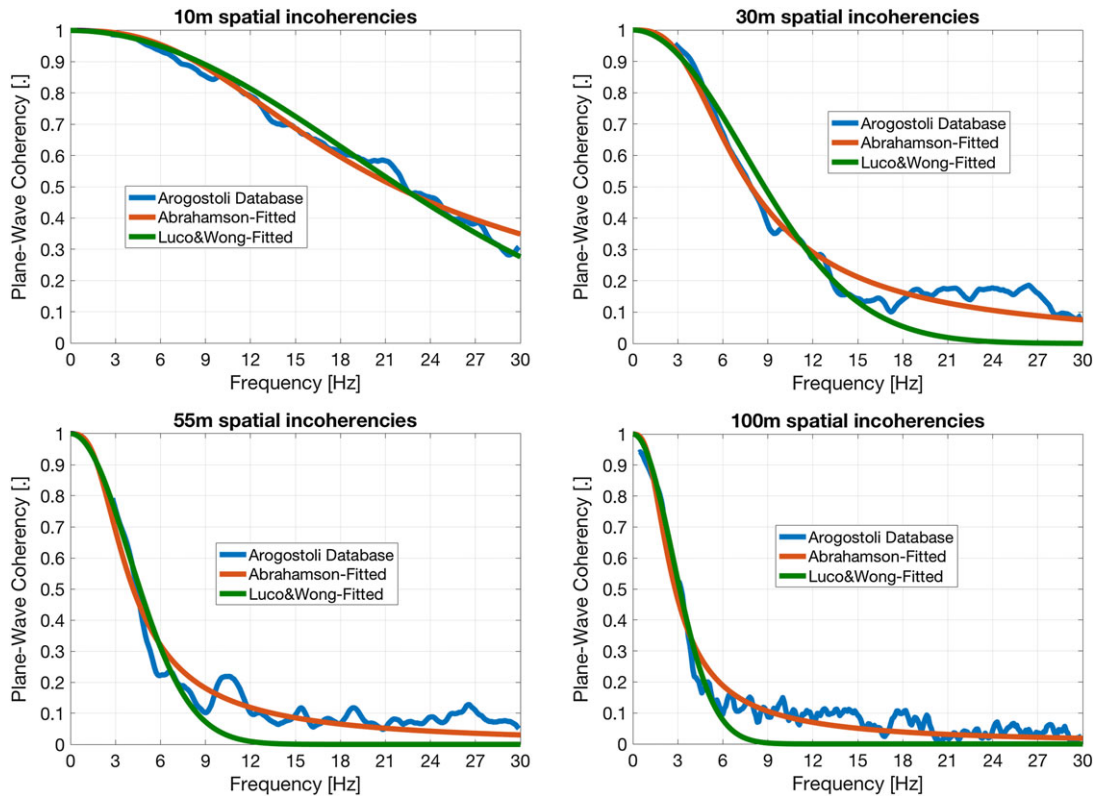 10m spatial incoherencies
Plane-Wave Coherency [.]
1
0.9
0.8
0.7
0.6
0.5
0.4
0.3
0.2
0.1
0
Arogostoli Database
Abrahamson-Fitted
Luco&Wong-Fitted
0 3 6 9 12 15 18 21 24 27 30
Frequency [Hz]
30m spatial incoherencies
Plane-Wave Coherency [.]
1
0.9
0.8
0.7
0.6
0.5
0.4
0.3
0.2
0.1
0
Arogostoli Database
Abrahamson-Fitted
Luco&Wong-Fitted
0 3 6 9 12 15 18 21 24 27 30
Frequency [Hz]
55m spatial incoherencies
Plane-Wave Coherency [.]
1
0.9
0.8
0.7
0.6
0.5
0.4
0.3
0.2
0.1
0
Arogostoli Database
Abrahamson-Fitted
Luco&Wong-Fitted
0 3 6 9 12 15 18 21 24 27 30
Frequency [Hz]
100m spatial incoherencies
Plane-Wave Coherency [.]
1
0.9
0.8
0.7
0.6
0.5
0.4
0.3
0.2
0.1
0
Arogostoli Database
Abrahamson-Fitted
Luco&Wong-Fitted
0 3 6 9 12 15 18 21 24 27 30
Frequency [Hz]